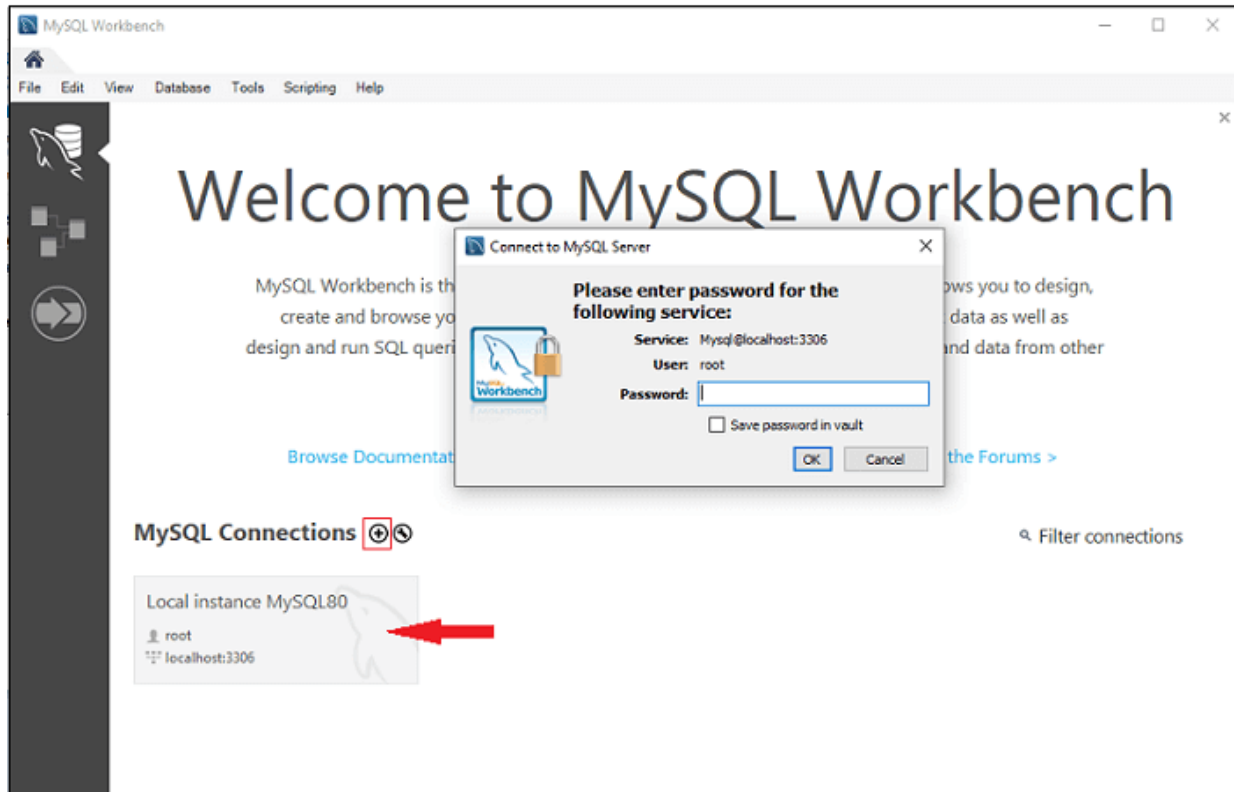 MySQL Workbench
File Edit View Database Tools Scripting Help
Welcome to MySQL Workbench
Connect to MySQL Server
Please enter password for the
following service:
Service: Mysql@localhost:3306
User: root
Password:
Save password in vault
OK Cancel
MySQL Workbench
MySQL Workbench is th ows you to design,
create and browse yo data as well as
design and run SQL queri and data from other
Browse Documentat the Forums >
MySQL Connections
Filter connections
Local instance MySQL80
root
localhost:3306